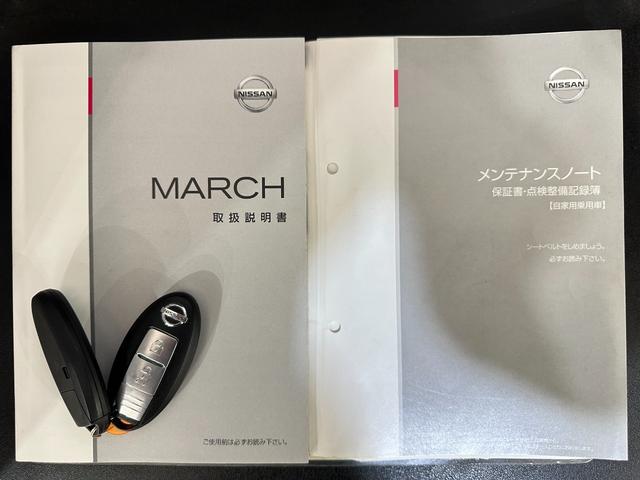 NISSAN
MARCH
取扱説明書
ご使用前は必ずお読み下さい。
NISSAN
NISSAN
メンテナンスノート
保証書・点検整備記録簿
【自家用乗用車】
シートベルトをしめましょう。
必ずお読み下さい。